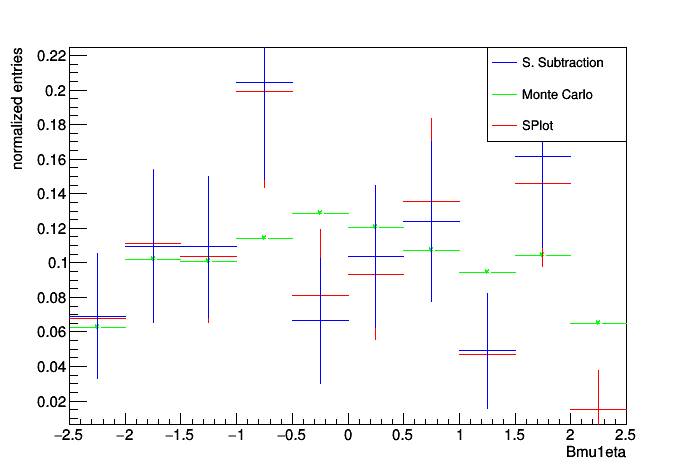 normalized entries
0.22
0.2
0.18
0.16
0.14
0.12
0.1
0.08
0.06
0.04
0.02
S. Subtraction
Monte Carlo
SPlot
−2.5 −2 −1.5 −1 −0.5 0 0.5 1 1.5 2 2.5
Bmu1eta